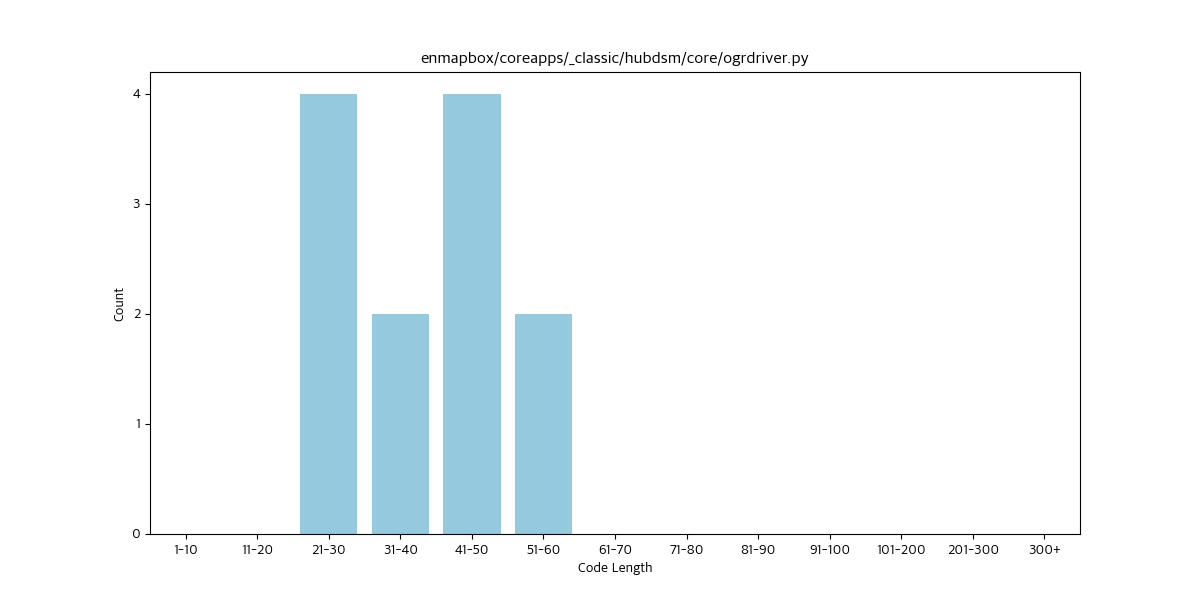 enmapbox/coreapps/_classic/hubdsm/core/ogrdriver.py
4
3
2
1
0
Count
1-10 11-20 21-30 31-40 41-50 51-60 61-70 71-80 81-90 91-100 101-200 201-300 300+
Code Length